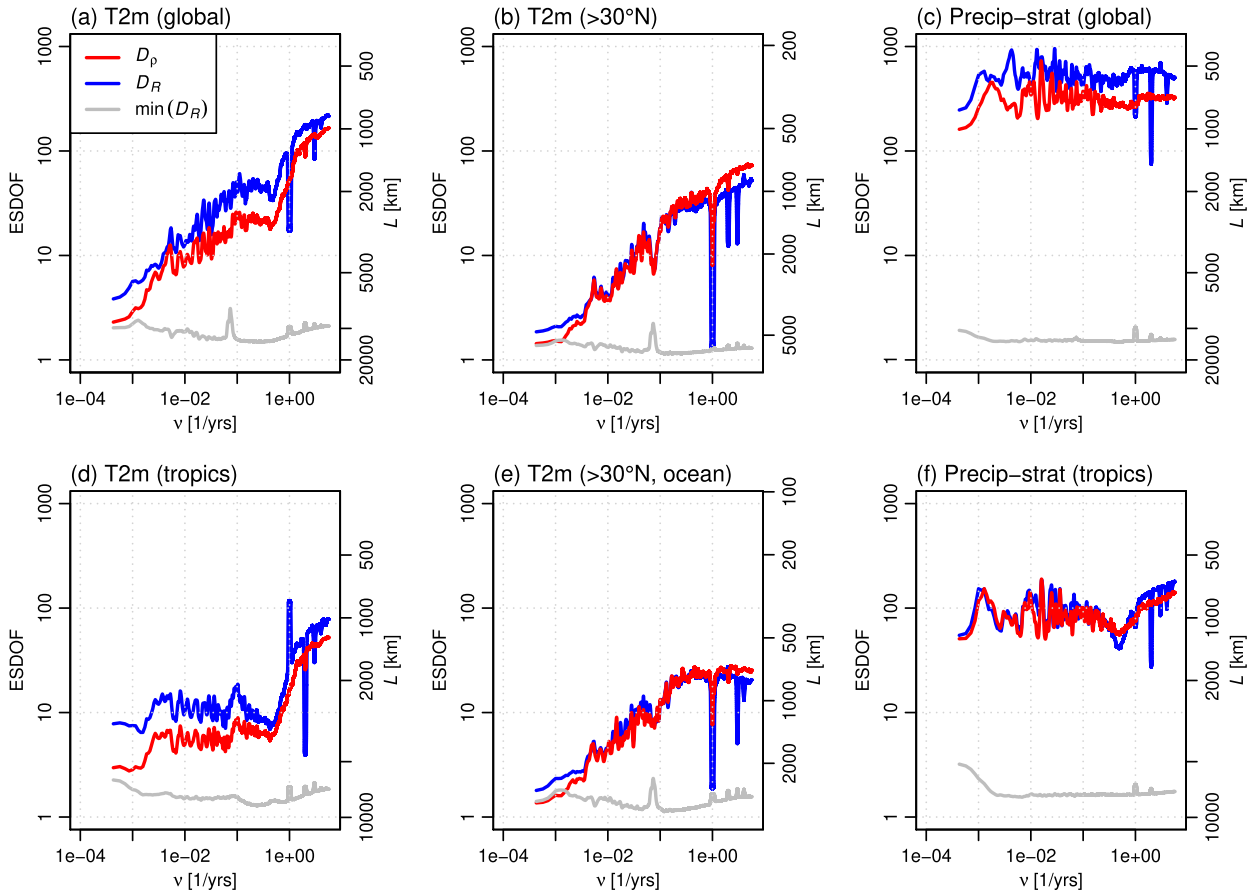 (a) T2m (global)
Dρ
DR
min(DR)
ESDOF
1 10 100 1000
20000 5000 2000 1000 500
L [km]
1e−04 1e−02 1e+00
ν [1/yrs]
(b) T2m (>30°N)
ESDOF
1 10 100 1000
5000 2000 1000 500 200
L [km]
1e−04 1e−02 1e+00
ν [1/yrs]
(c) Precip−strat (global)
ESDOF
1 10 100 1000
20000 5000 2000 1000 500
L [km]
1e−04 1e−02 1e+00
ν [1/yrs]
(d) T2m (tropics)
ESDOF
1 10 100 1000
10000 2000 1000 500
L [km]
1e−04 1e−02 1e+00
ν [1/yrs]
(e) T2m (>30°N, ocean)
ESDOF
1 10 100 1000
2000 1000 500 200 100
L [km]
1e−04 1e−02 1e+00
ν [1/yrs]
(f) Precip−strat (tropics)
ESDOF
1 10 100 1000
10000 2000 1000 500
L [km]
1e−04 1e−02 1e+00
ν [1/yrs]